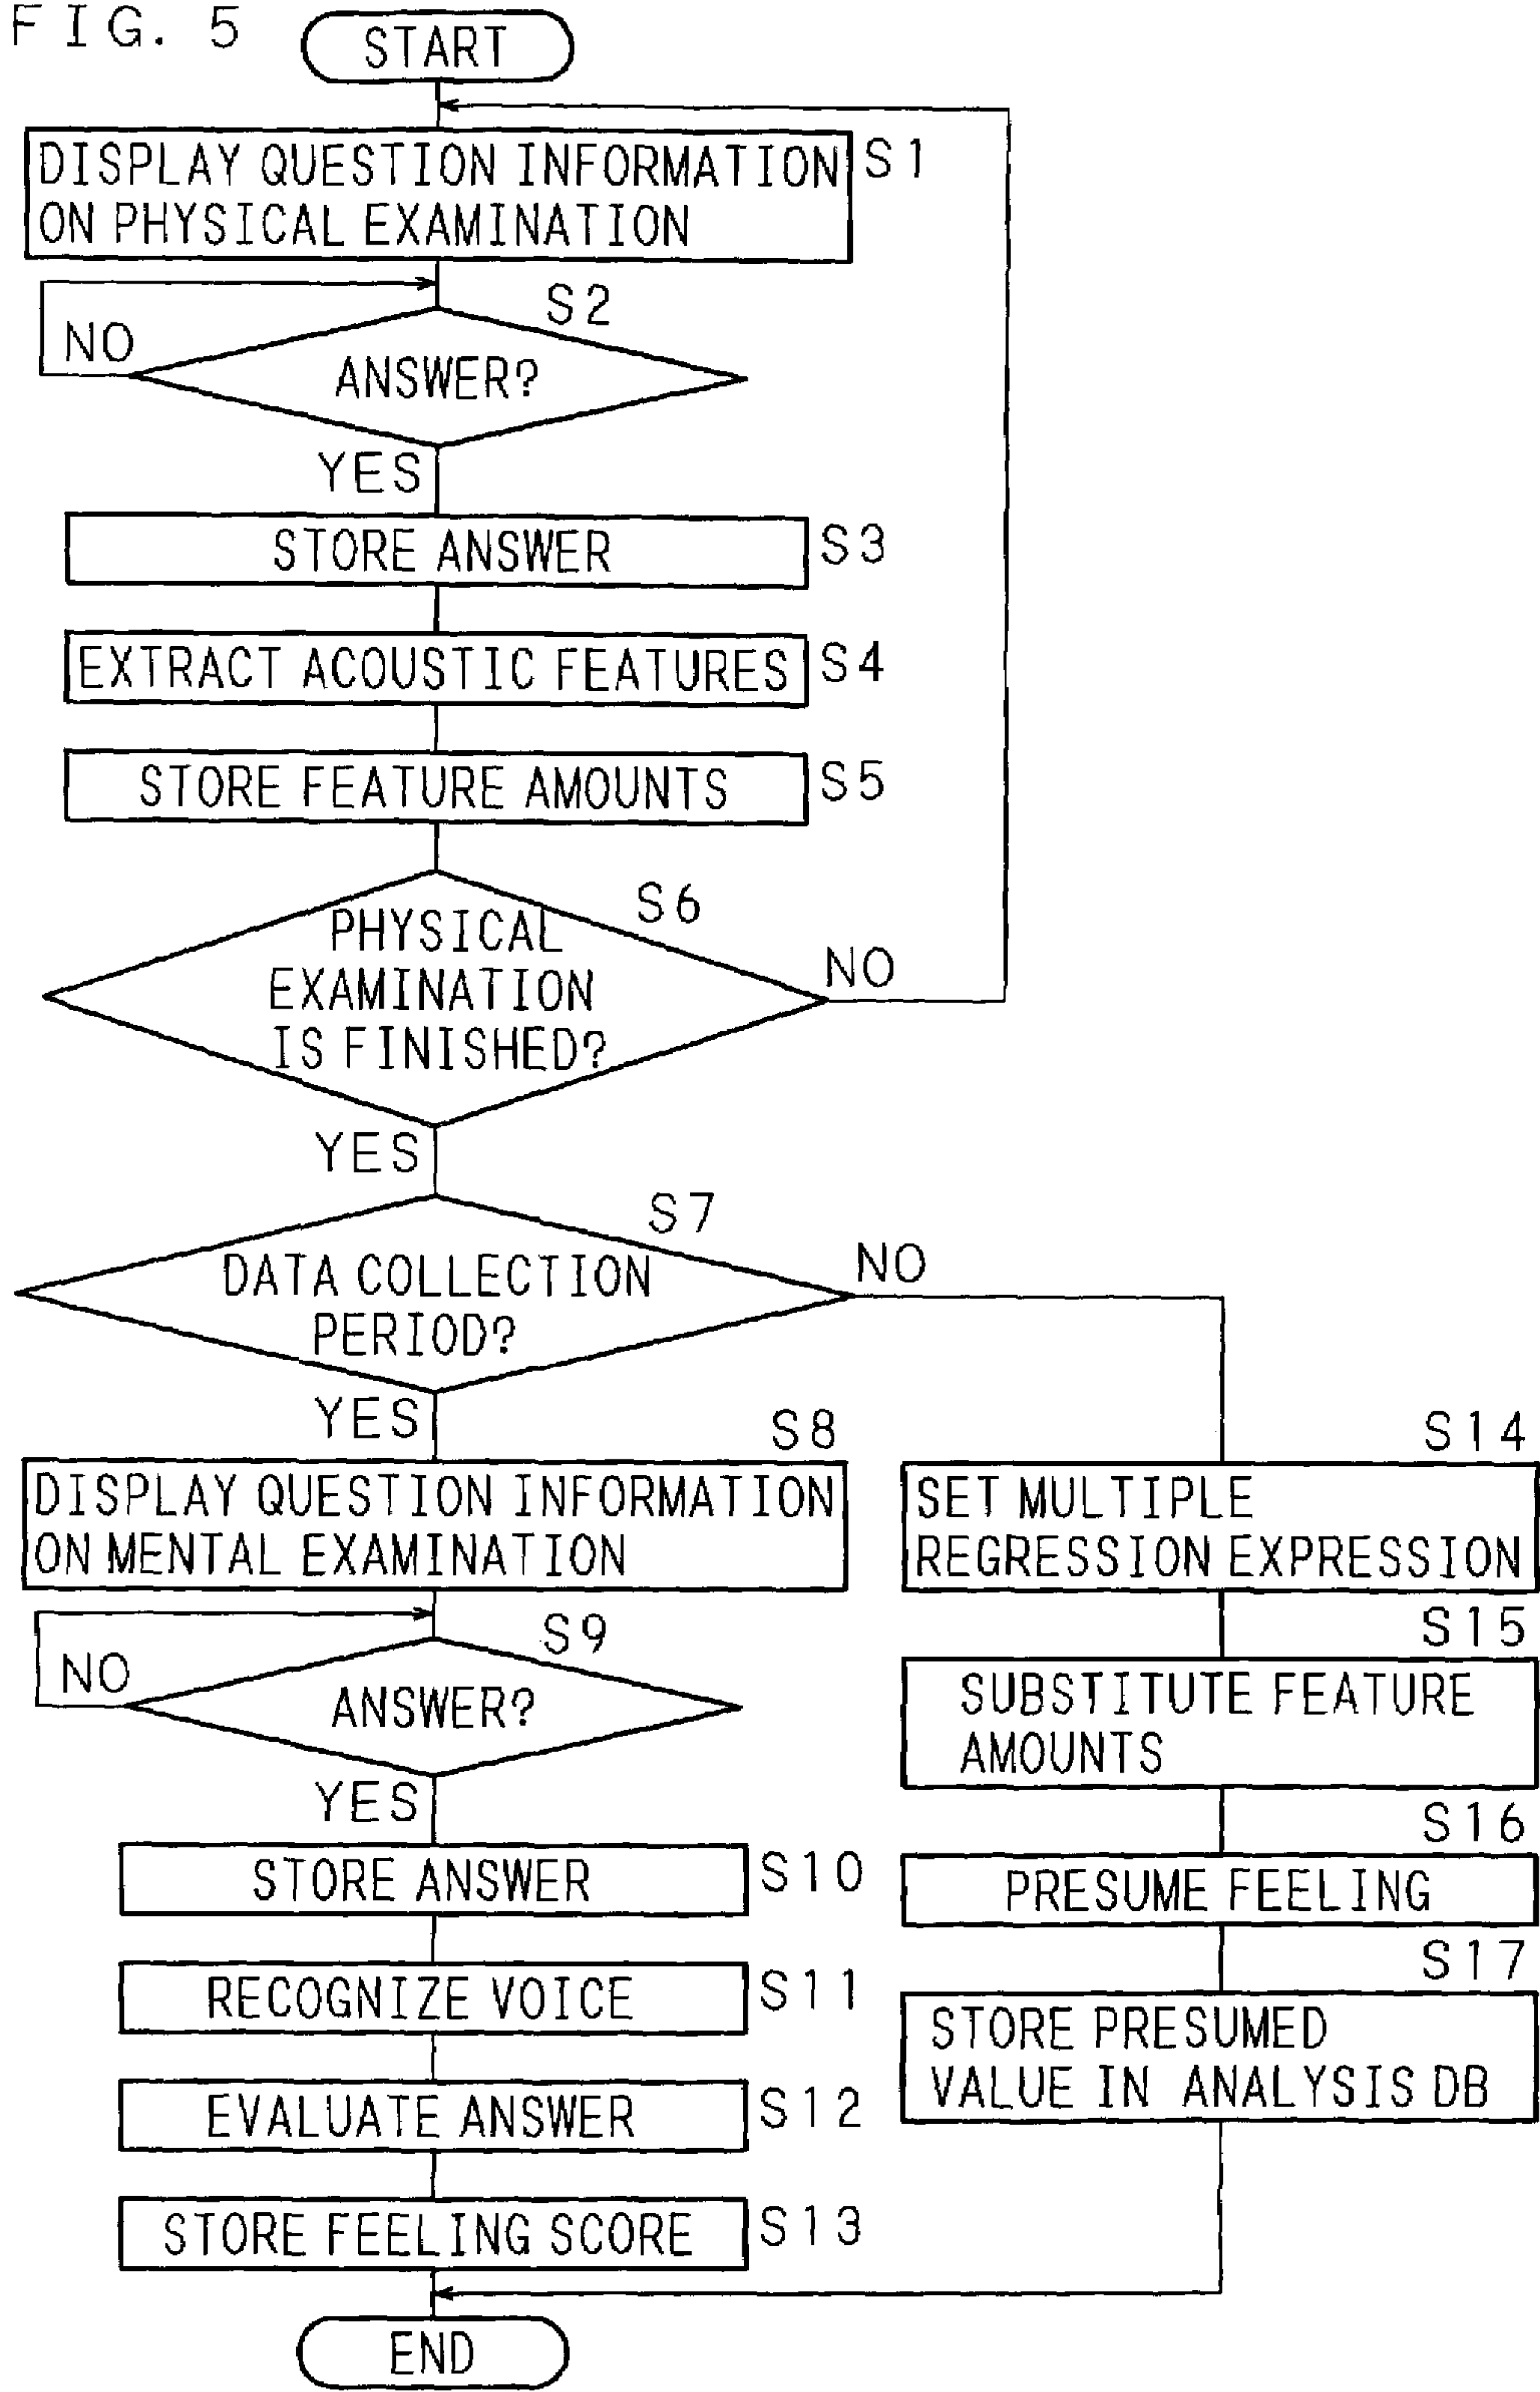 FIG. 5
START
DISPLAY QUESTION INFORMATION
ON PHYSICAL EXAMINATION
S1
S2
NO
ANSWER?
YES
STORE ANSWER
S3
EXTRACT ACOUSTIC FEATURES
S4
STORE FEATURE AMOUNTS
S5
S6
PHYSICAL
EXAMINATION
IS FINISHED?
NO
YES
S7
DATA COLLECTION
PERIOD?
NO
YES
S8
DISPLAY QUESTION INFORMATION
ON MENTAL EXAMINATION
S9
NO
ANSWER?
YES
STORE ANSWER
S10
RECOGNIZE VOICE
S11
EVALUATE ANSWER
S12
STORE FEELING SCORE
S13
S14
SET MULTIPLE
REGRESSION EXPRESSION
S15
SUBSTITUTE FEATURE
AMOUNTS
S16
PRESUME FEELING
S17
STORE PRESUMED
VALUE IN ANALYSIS DB
END